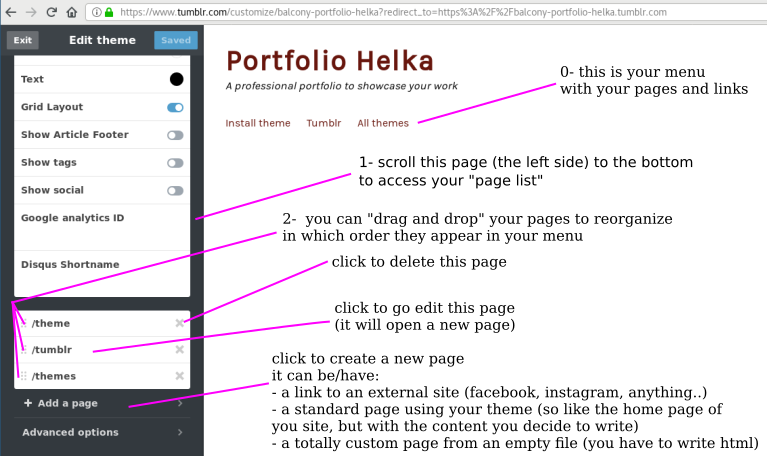 https://www.tumblr.com/customize/balcony-portfolio-helka?redirect_to=https%3A%2F%2Fbalcony-portfolio-helka.tumblr.com
Exit
Edit theme
Saved
Text
Grid Layout
Show Article Footer
Show tags
Show social
Google analytics ID
Disqus Shortname
/theme
/tumblr
/themes
+ Add a page
Advanced options
Portfolio Helka
A professional portfolio to showcase your work
Install theme Tumblr All themes
0- this is your menu
with your pages and links
1- scroll this page (the left side) to the bottom
to access your "page list"
2- you can "drag and drop" your pages to reorganize
in which order they appear in your menu
click to delete this page
click to go edit this page
(it will open a new page)
click to create a new page
it can be/have:
- a link to an external site (facebook, instagram, anything..)
- a standard page using your theme (so like the home page of
you site, but with the content you decide to write)
- a totally custom page from an empty file (you have to write html)